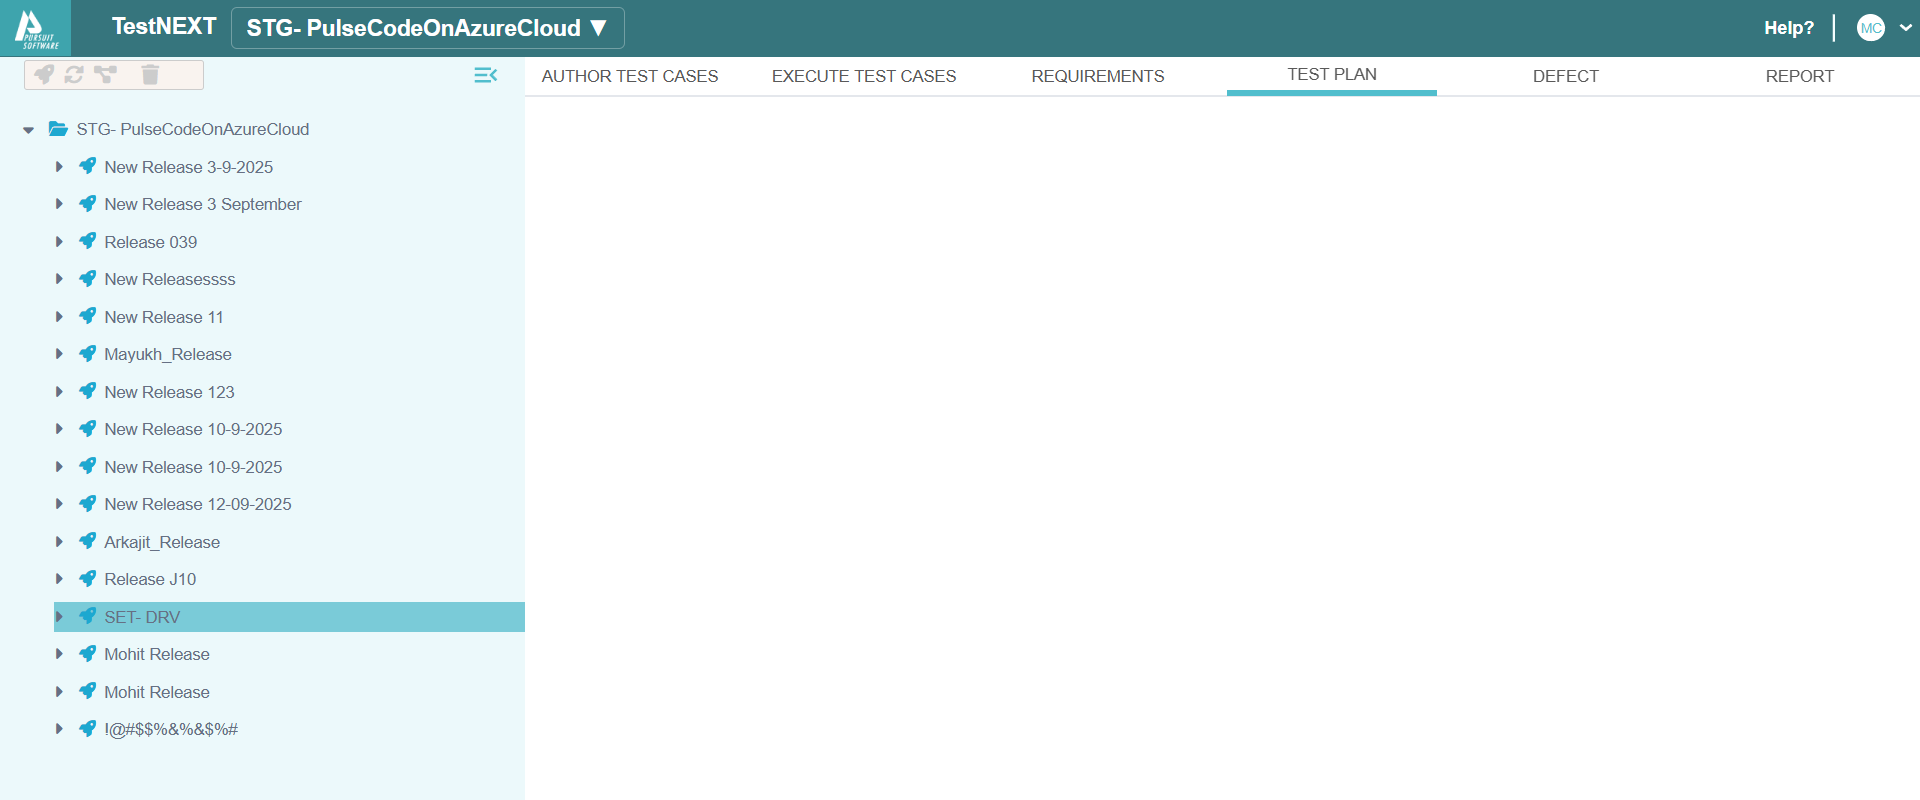 PURSUIT
SOFTWARE
TestNEXT
STG- PulseCodeOnAzureCloud ▼
Help?
MC
AUTHOR TEST CASES
EXECUTE TEST CASES
REQUIREMENTS
TEST PLAN
DEFECT
REPORT
STG- PulseCodeOnAzureCloud
New Release 3-9-2025
New Release 3 September
Release 039
New Releasessss
New Release 11
Mayukh_Release
New Release 123
New Release 10-9-2025
New Release 10-9-2025
New Release 12-09-2025
Arkajit_Release
Release J10
SET- DRV
Mohit Release
Mohit Release
!@#$$%&%&$%#